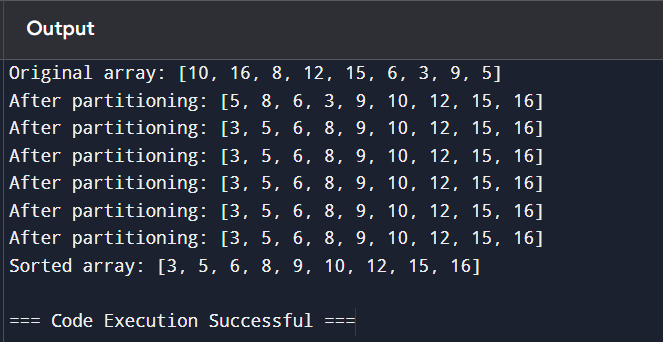 Output
Original array: [10, 16, 8, 12, 15, 6, 3, 9, 5]
After partitioning: [5, 8, 6, 3, 9, 10, 12, 15, 16]
After partitioning: [3, 5, 6, 8, 9, 10, 12, 15, 16]
After partitioning: [3, 5, 6, 8, 9, 10, 12, 15, 16]
After partitioning: [3, 5, 6, 8, 9, 10, 12, 15, 16]
After partitioning: [3, 5, 6, 8, 9, 10, 12, 15, 16]
After partitioning: [3, 5, 6, 8, 9, 10, 12, 15, 16]
Sorted array: [3, 5, 6, 8, 9, 10, 12, 15, 16]
=== Code Execution Successful ===